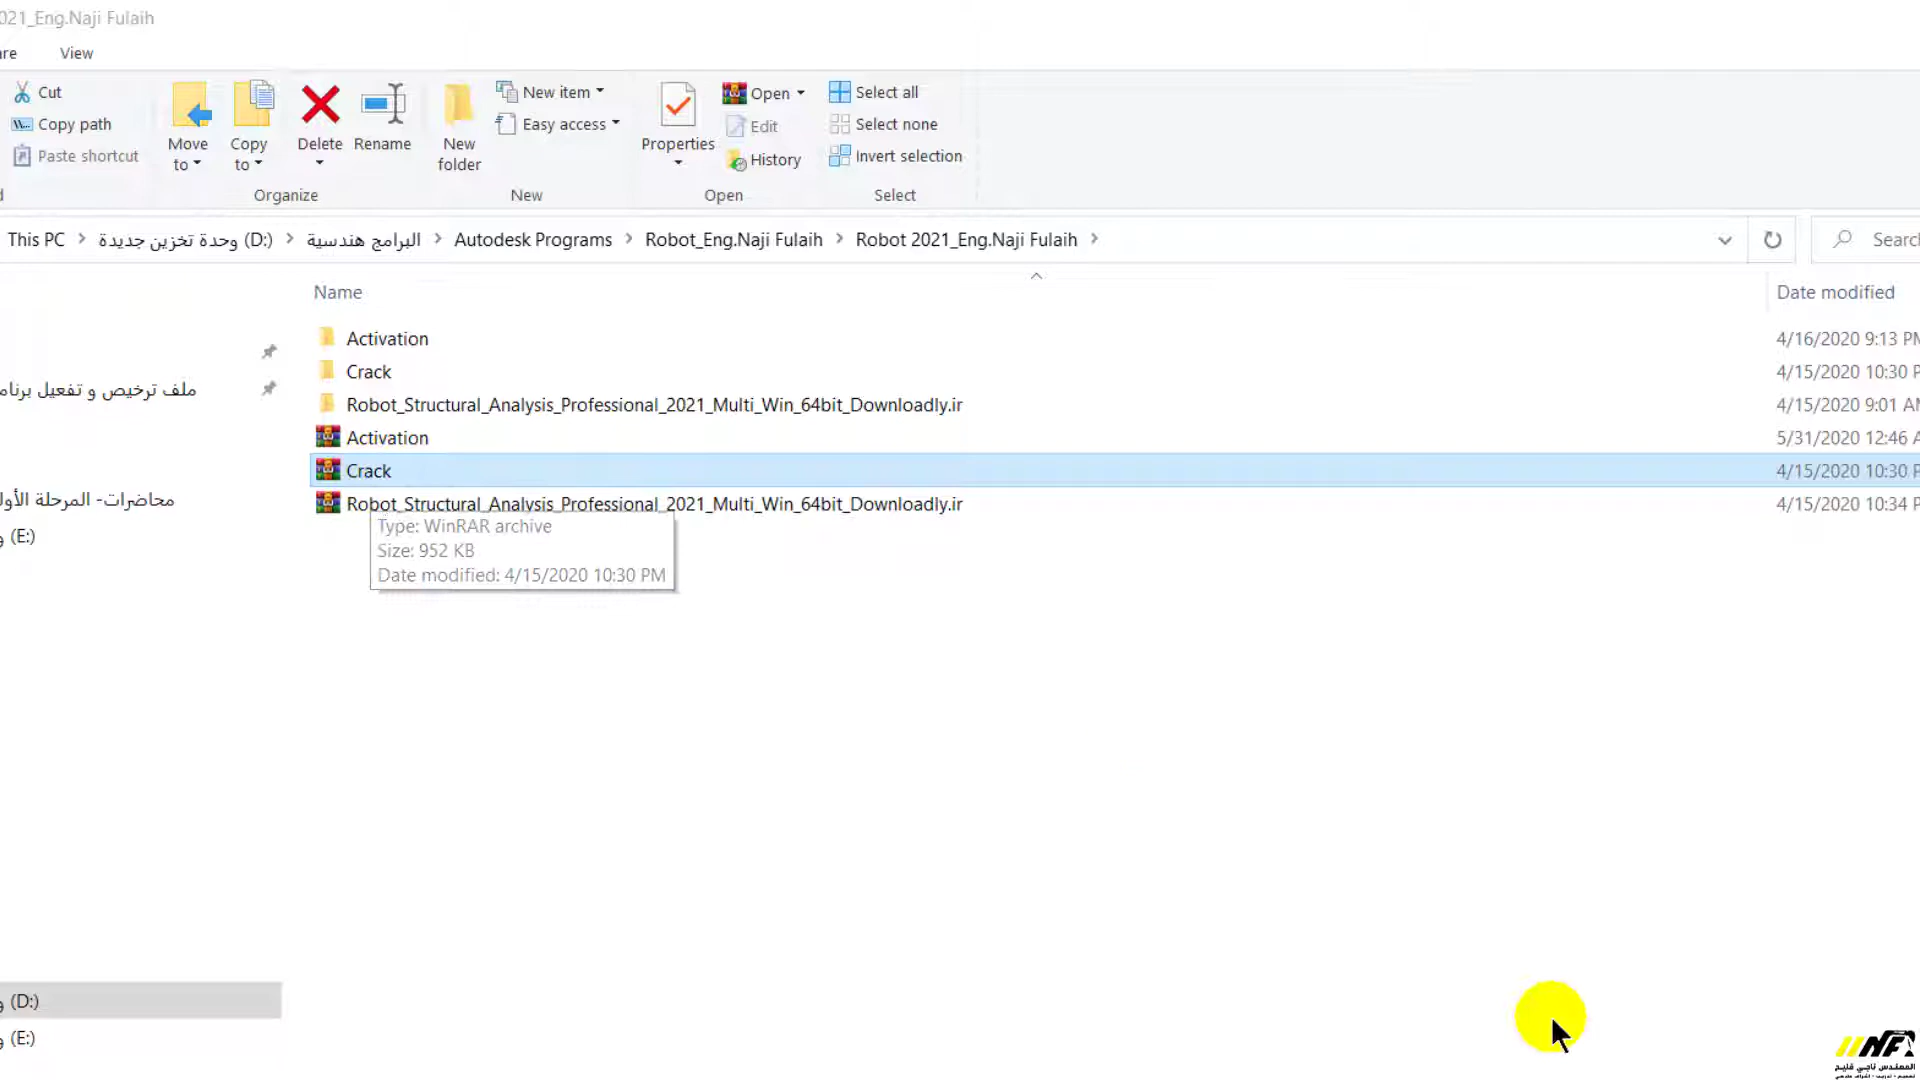 021_Eng.Naji Fulaih
re View
Cut
Copy path
Paste shortcut
Move to
Copy to
Delete
Rename
Organize
New folder
New item
Easy access
New
Properties
Open
Edit
History
Open
Select all
Select none
Invert selection
Select
This PC > وحدة تخزين جديدة (D:) > البرامج هندسية > Autodesk Programs > Robot_Eng.Naji Fulaih > Robot 2021_Eng.Naji Fulaih >
Search
Name Date modified
Activation 4/16/2020 9:13 PM
Crack 4/15/2020 10:30 P
Robot_Structural_Analysis_Professional_2021_Multi_Win_64bit_Downloadly.ir 4/15/2020 9:01 AM
Activation 5/31/2020 12:46 A
Crack 4/15/2020 10:30 P
Robot_Structural_Analysis_Professional_2021_Multi_Win_64bit_Downloadly.ir 4/15/2020 10:34 P
Type: WinRAR archive
Size: 952 KB
Date modified: 4/15/2020 10:30 PM
ملف ترخيص و تفعيل برنام
محاضرات- المرحلة الأول
و (E:)
و (D:)
و (E:)
NF
المهندس ناجي فليح